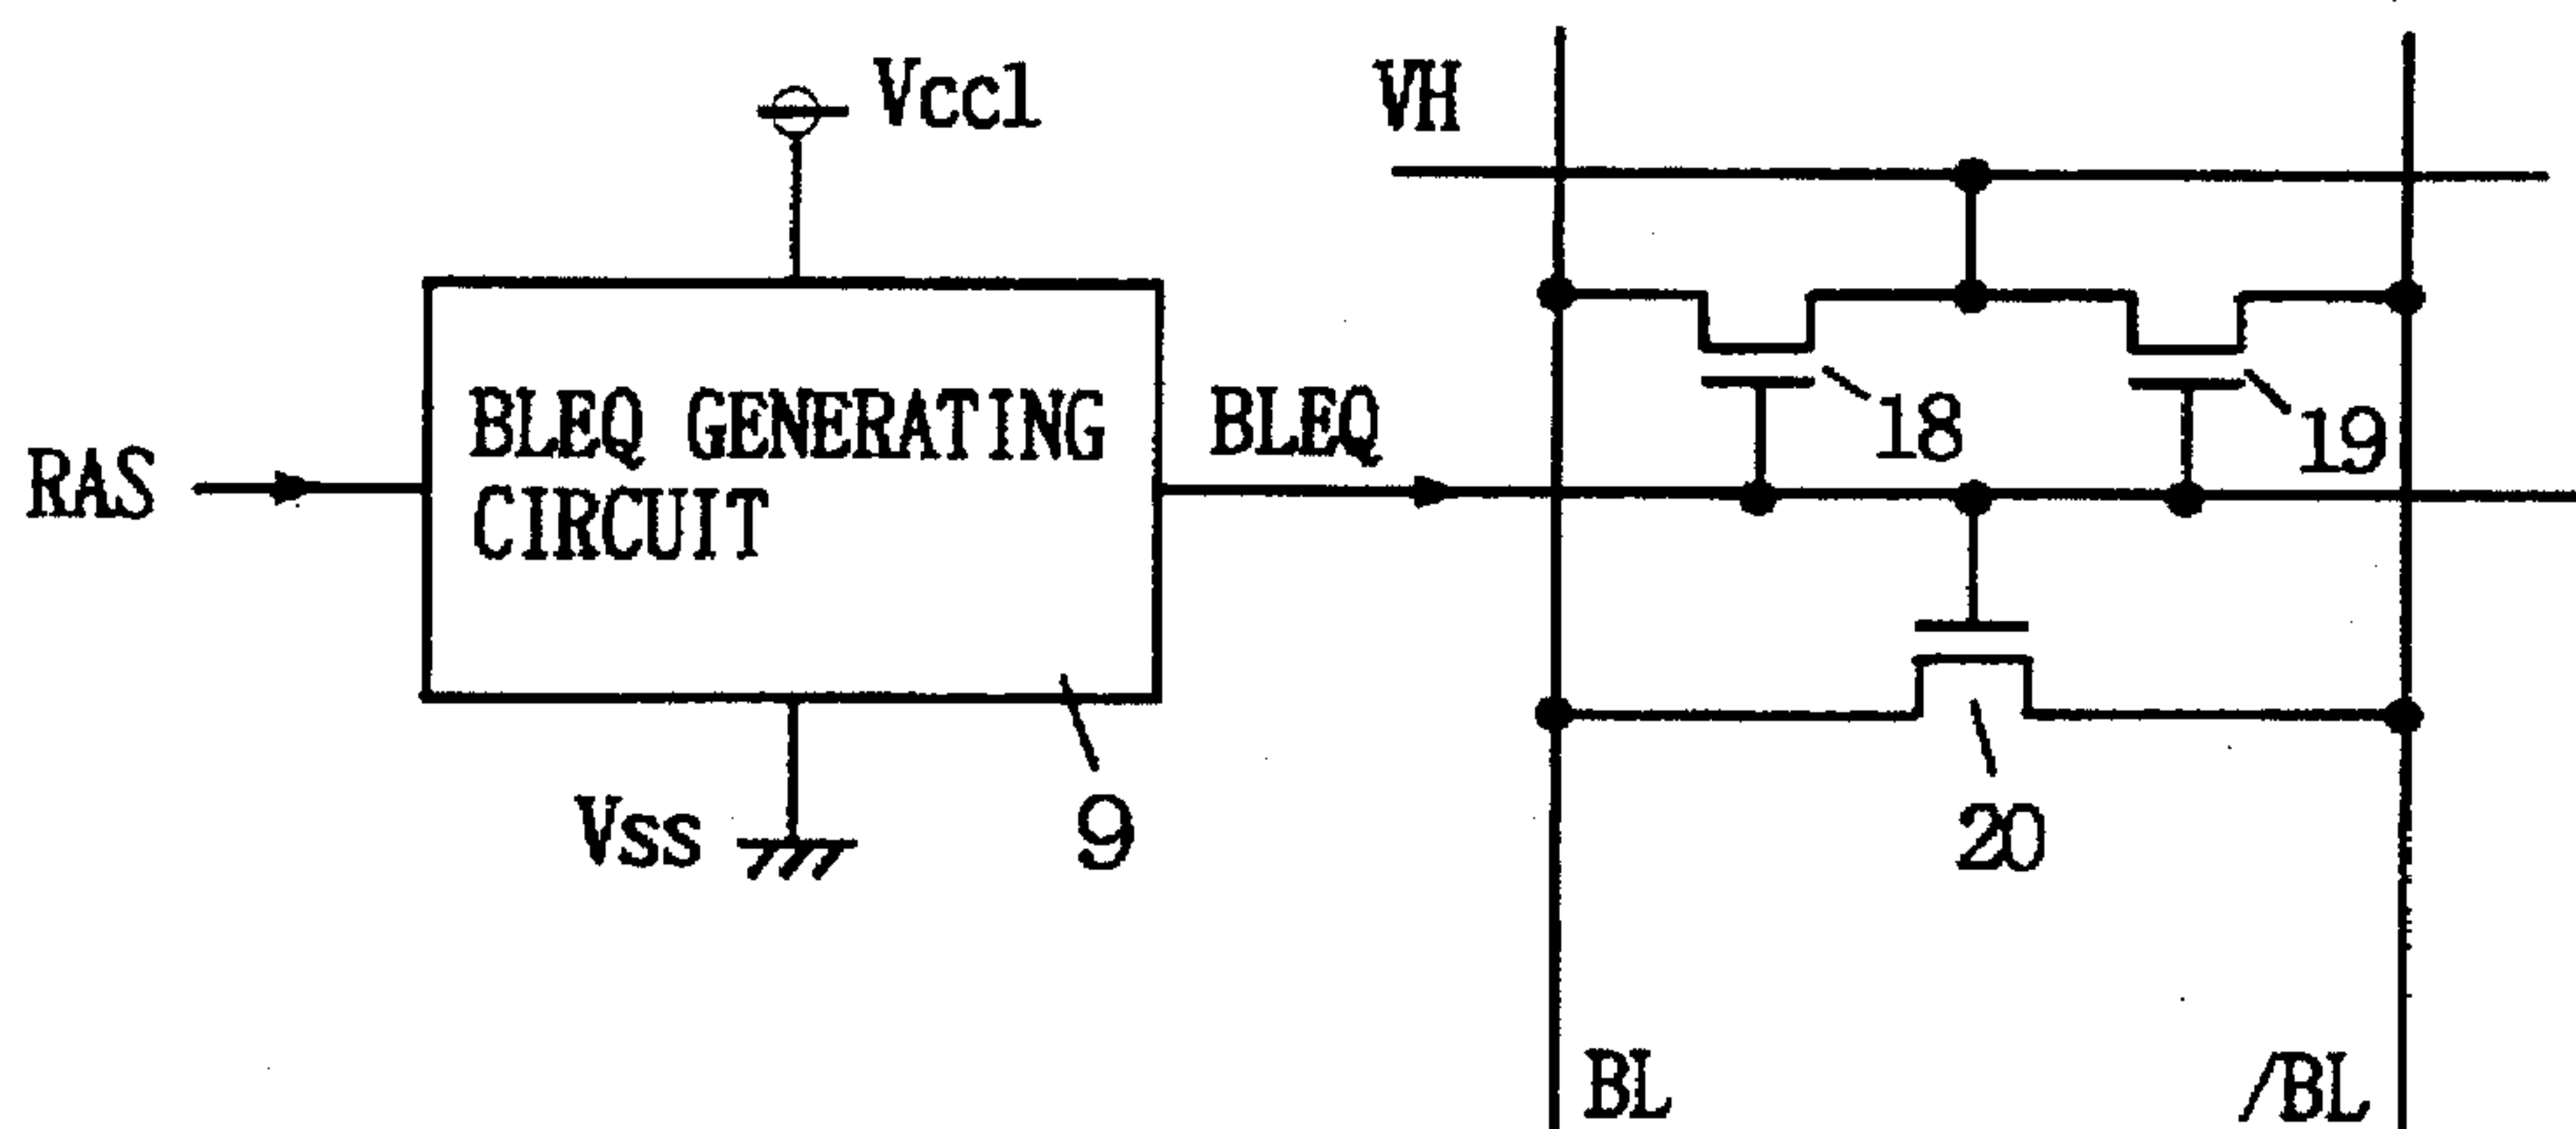 Vcc1
VH
BLEQ GENERATING
CIRCUIT
RAS
BLEQ
18
19
Vss
9
20
BL
/BL